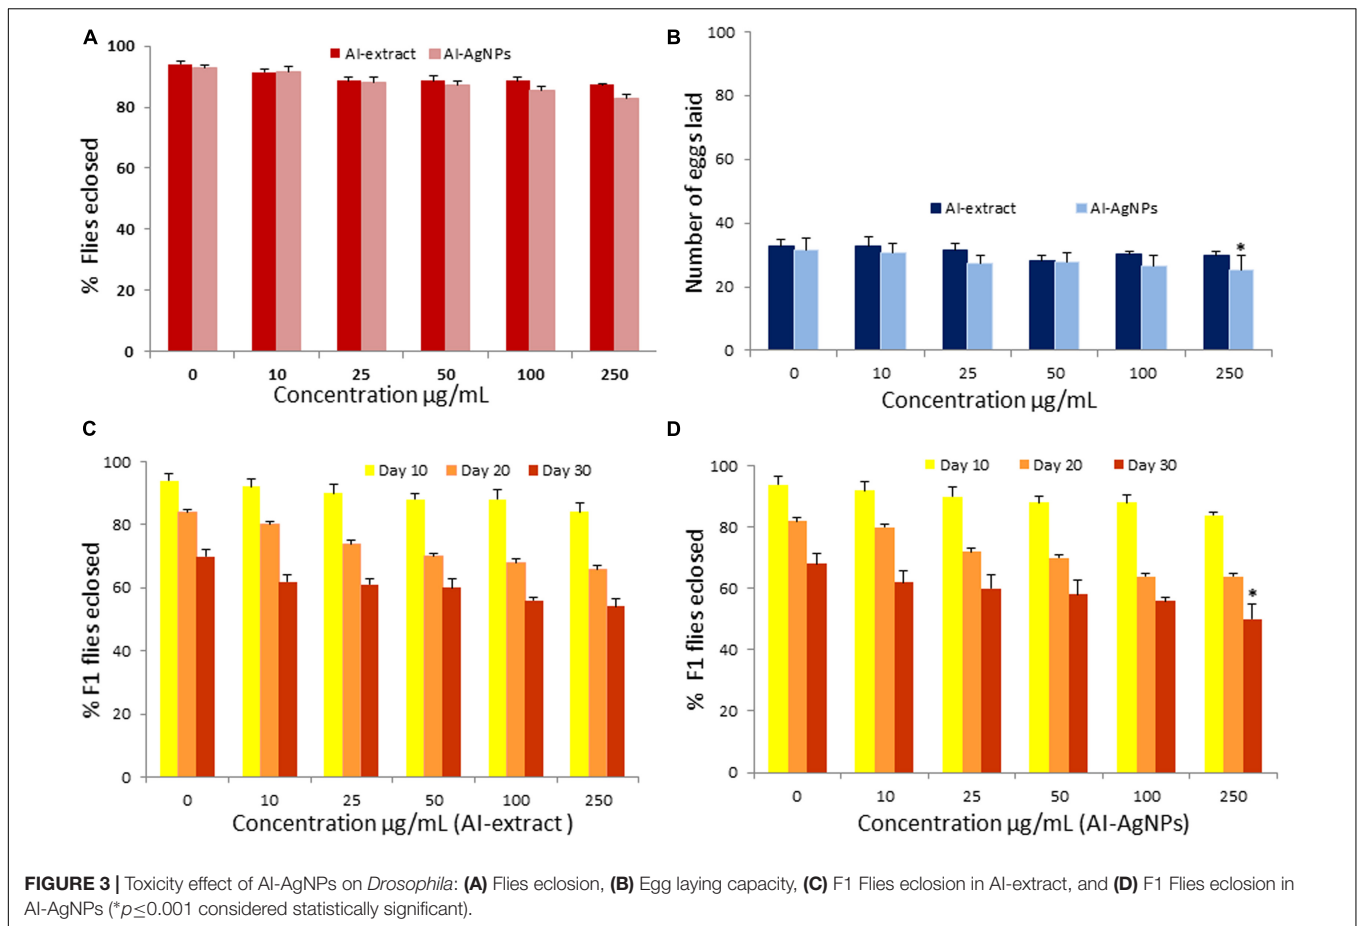 A
100
80
60
40
20
0
% Flies eclosed
AI-extract AI-AgNPs
0 10 25 50 100 250
Concentration µg/mL
B
100
80
60
40
20
0
Number of eggs laid
AI-extract AI-AgNPs
*
0 10 25 50 100 250
Concentration µg/mL
C
100
80
60
40
20
0
% F1 flies eclosed
Day 10 Day 20 Day 30
0 10 25 50 100 250
Concentration µg/mL (AI-extract )
D
100
80
60
40
20
0
% F1 flies eclosed
Day 10 Day 20 Day 30
*
0 10 25 50 100 250
Concentration µg/mL (AI-AgNPs)
FIGURE 3 | Toxicity effect of AI-AgNPs on Drosophila: (A) Flies eclosion, (B) Egg laying capacity, (C) F1 Flies eclosion in AI-extract, and (D) F1 Flies eclosion in
AI-AgNPs (*p≤0.001 considered statistically significant).